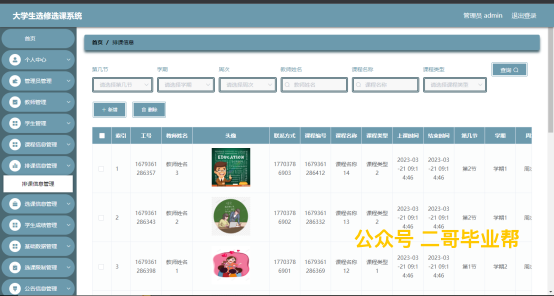 大学生选修选课系统
管理员 admin 退出登录
首页
个人中心
管理员管理
教师管理
学生管理
课程信息管理
排课信息管理
排课信息管理
选课信息管理
学生成绩管理
基础数据管理
公告信息管理
首页 / 排课信息
第几节 学期 周次 教师姓名 课程名称 课程类型
请选择第几节 请选择学期 请选择周次 教师姓名 课程名称 请选择课程类型 查询
+ 新增 删除
索引 工号 教师姓名 头像 联系方式 课程编号 课程名称 课程类型 上课时间 结束时间 第几节 学期
1 1679361286357 教师姓名3 EDUCATION 17703786903 1679361286412 课程名称14 课程类型2 2023-03-21 09:14:46 2023-03-21 09:14:46 第2节 学期1
2 1679361286343 教师姓名2 17703786902 1679361286332 课程名称13 课程类型2 2023-03-21 09:14:46 2023-03-21 09:14:46 第1节 学期1
3 1679361286398 教师姓名1 17703786901 1679361286369 课程名称12 课程类型1 2023-03-21 09:14:46 2023-03-21 09:14:46 第1节 学期2
公众号 二哥毕业帮